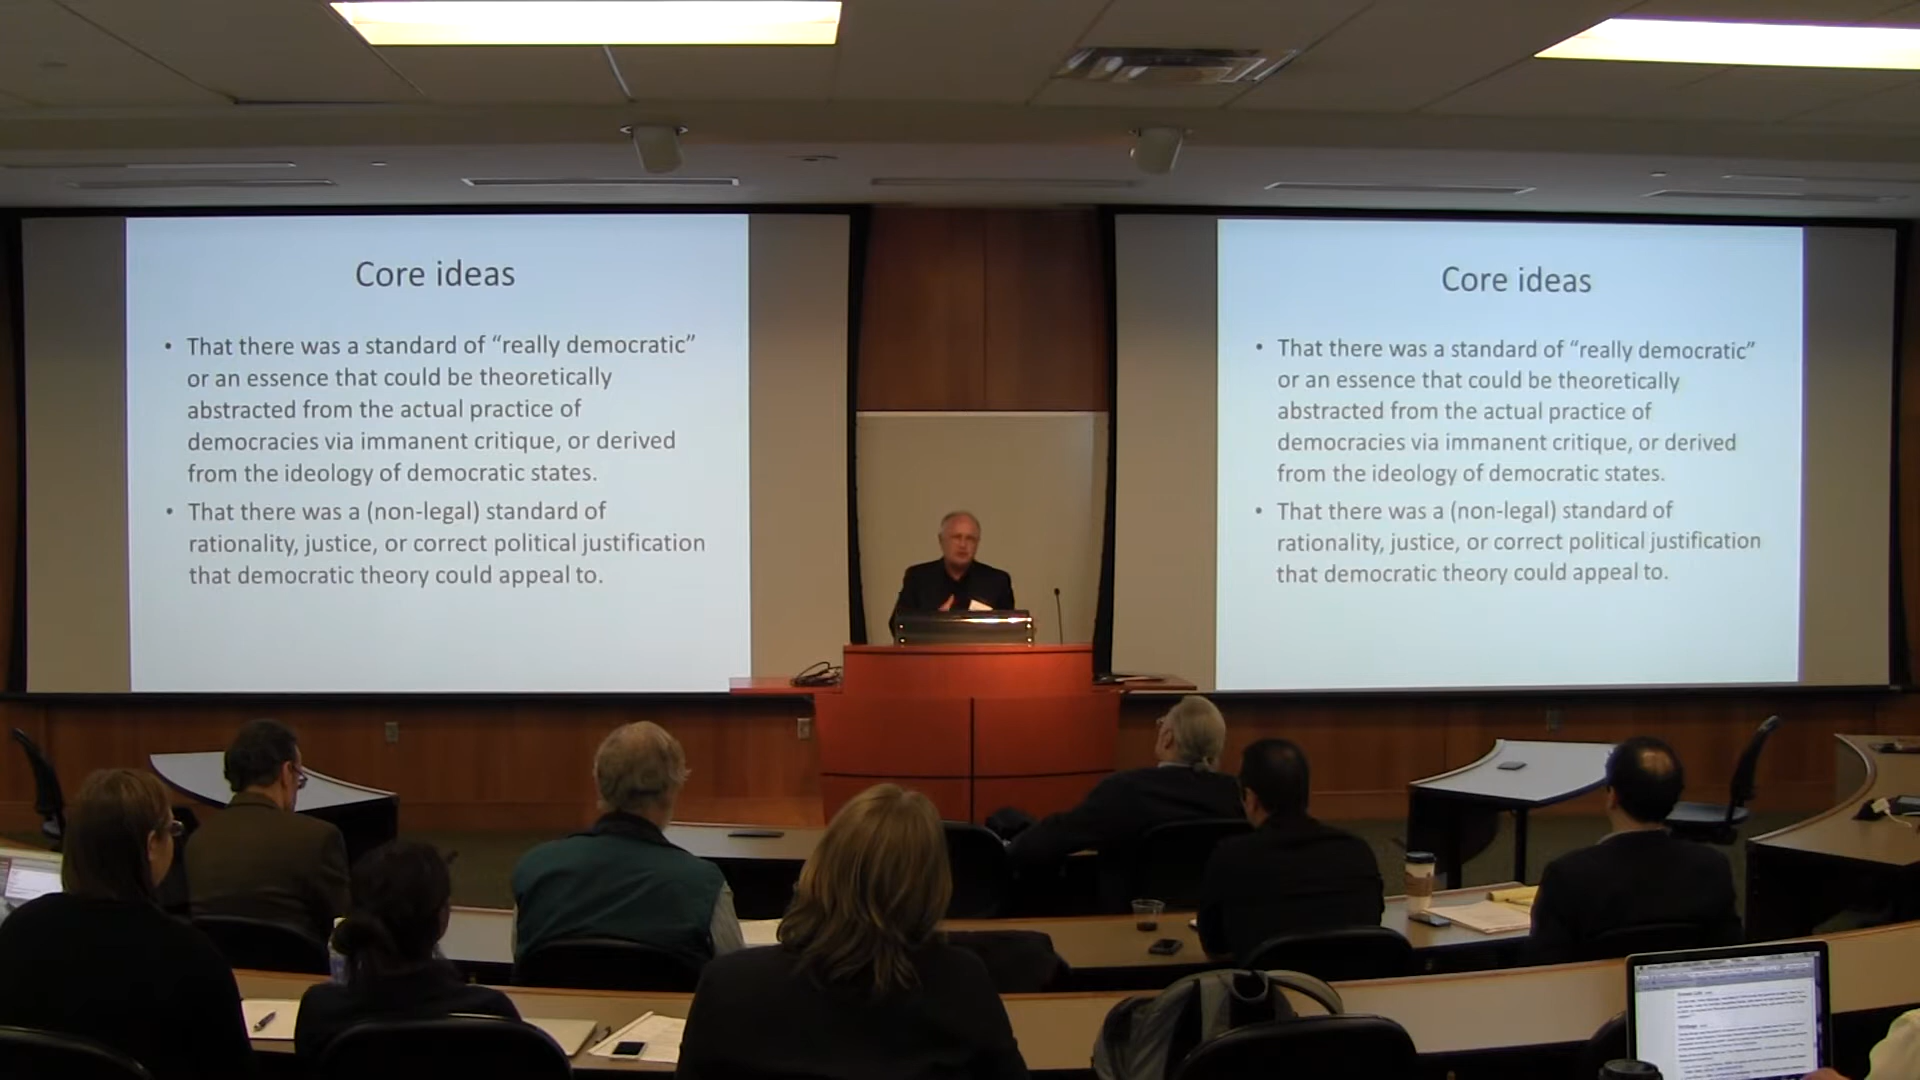 Core ideas
• That there was a standard of “really democratic”
or an essence that could be theoretically
abstracted from the actual practice of
democracies via immanent critique, or derived
from the ideology of democratic states.
• That there was a (non-legal) standard of
rationality, justice, or correct political justification
that democratic theory could appeal to.
Core ideas
• That there was a standard of “really democratic”
or an essence that could be theoretically
abstracted from the actual practice of
democracies via immanent critique, or derived
from the ideology of democratic states.
• That there was a (non-legal) standard of
rationality, justice, or correct political justification
that democratic theory could appeal to.